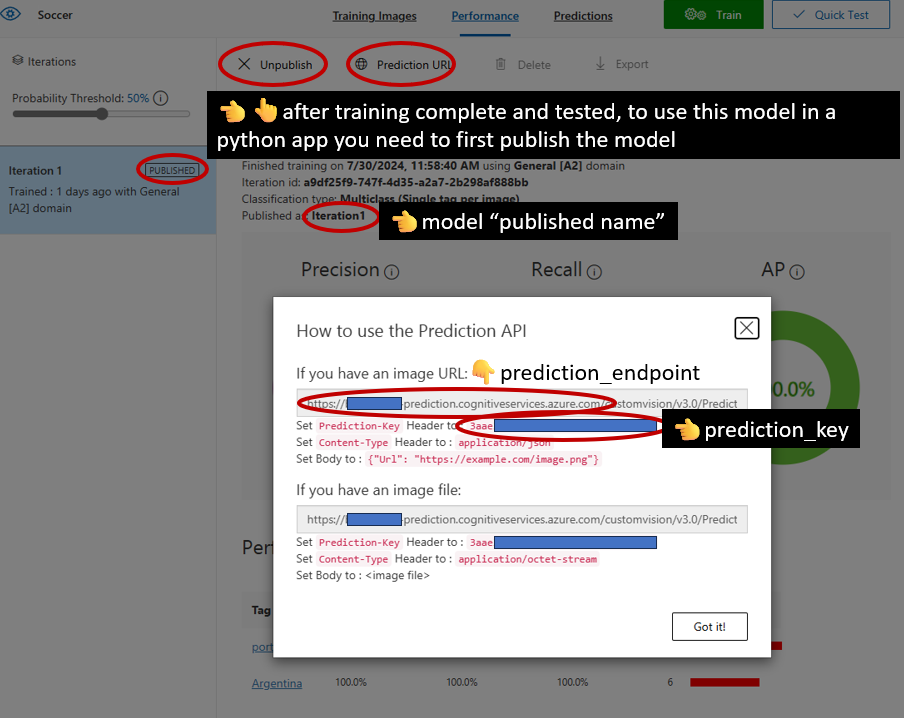 Soccer
Training Images
Performance
Predictions
Train
Quick Test
Iterations
Unpublish
Prediction URL
Delete
Export
Probability Threshold: 50%
after training complete and tested, to use this model in a
python app you need to first publish the model
Iteration 1
PUBLISHED
Trained : 1 days ago with General
[A2] domain
Finished training on 7/30/2024, 11:58:40 AM using General [A2] domain
Iteration id: a9df25f9-747f-4d35-a2a7-2b298af888bb
Classification type: Multiclass (Single tag per image)
Published as: Iteration1
model “published name”
Precision
Recall
AP
How to use the Prediction API
If you have an image URL:
prediction_endpoint
https:// -prediction.cognitiveservices.azure.com/customvision/v3.0/Predict
Set Prediction-Key Header to : 3aae
prediction_key
Set Content-Type Header to : application/json
Set Body to : {"Url": "https://example.com/image.png"}
0.0%
If you have an image file:
https:// -prediction.cognitiveservices.azure.com/customvision/v3.0/Predict
Set Prediction-Key Header to : 3aae
Set Content-Type Header to : application/octet-stream
Set Body to : <image file>
Got it!
Tag
Argentina
100.0%
100.0%
100.0%
6